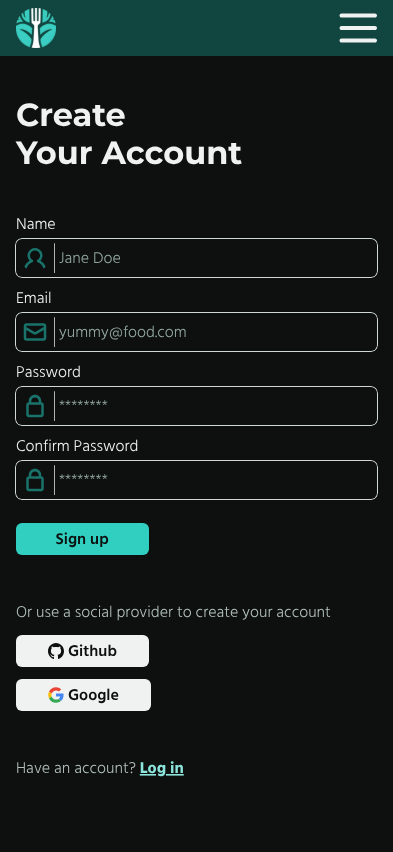 Create
Your Account
Name
Jane Doe
Email
yummy@food.com
Password
********
Confirm Password
********
Sign up
Or use a social provider to create your account
Github
Google
Have an account? Log in